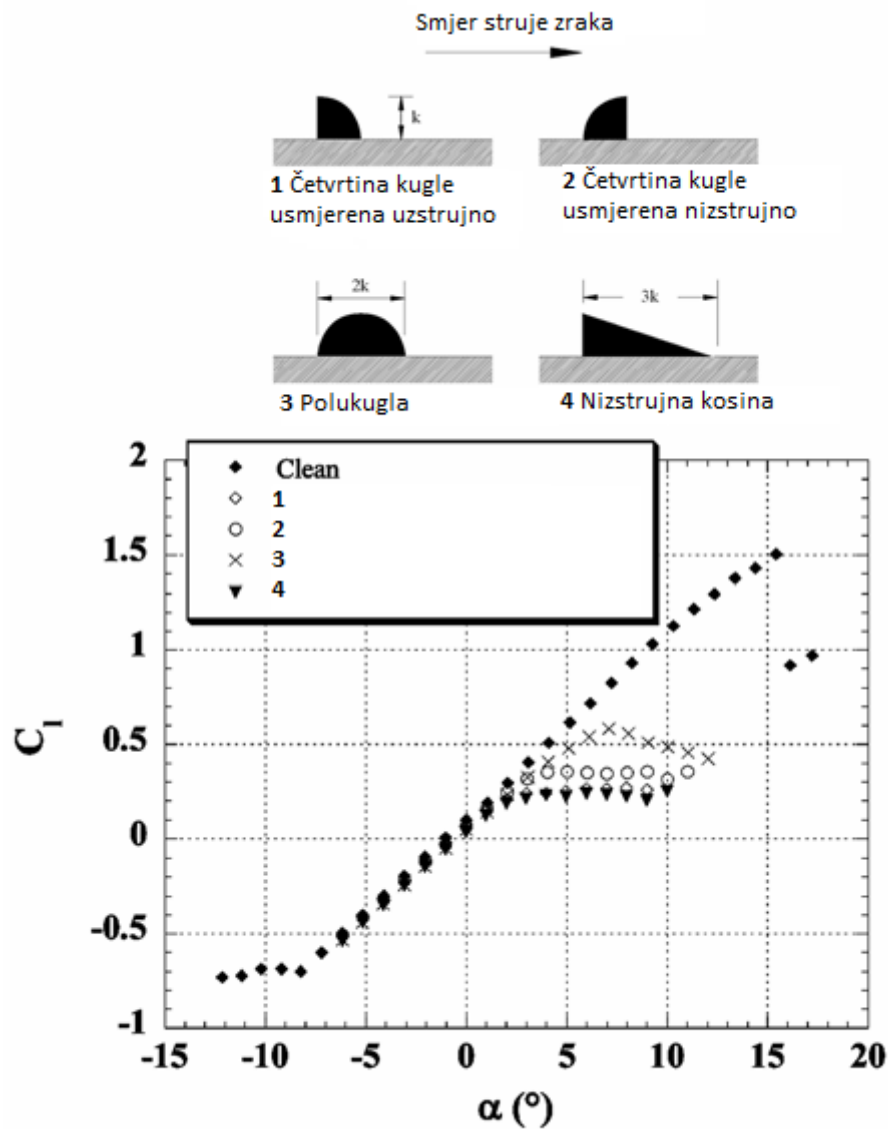 Smjer struje zraka
k
1 Četvrtina kugle
usmjerena uzstrujno
2 Četvrtina kugle
usmjerena nizstrujno
2k
3k
3 Polukugla
4 Nizstrujna kosina
Clean
1
2
3
4
2
1.5
1
0.5
0
-0.5
-1
C_l
-15
-10
-5
0
5
10
15
20
α (°)